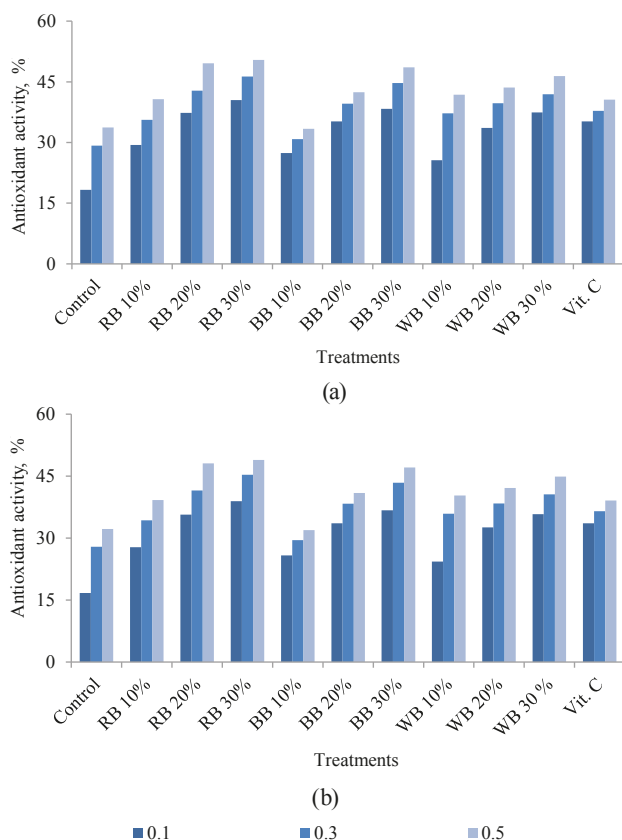 60
45
30
15
0
Antioxidant activity, %
Control
RB 10%
RB 20%
RB 30%
BB 10%
BB 20%
BB 30%
WB 10%
WB 20%
WB 30 %
Vit. C
Treatments
(a)
60
45
30
15
0
Antioxidant activity, %
Control
RB 10%
RB 20%
RB 30%
BB 10%
BB 20%
BB 30%
WB 10%
WB 20%
WB 30 %
Vit. C
Treatments
(b)
0.1 0.3 0.5